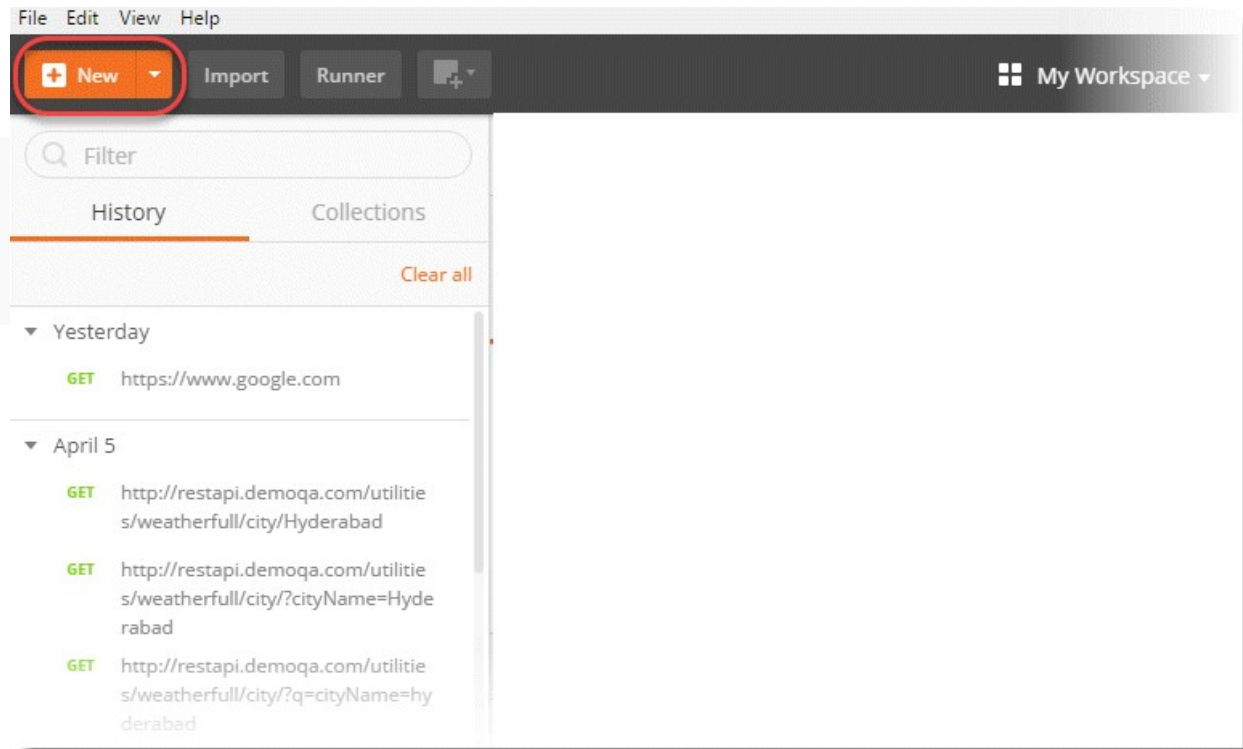 File Edit View Help
New Import Runner My Workspace
Filter
History Collections
Clear all
Yesterday
GET https://www.google.com
April 5
GET http://restapi.demoqa.com/utilitie
s/weatherfull/city/Hyderabad
GET http://restapi.demoqa.com/utilitie
s/weatherfull/city/?cityName=Hyde
rabad
GET http://restapi.demoqa.com/utilitie
s/weatherfull/city/?q=cityName=hy
derabad